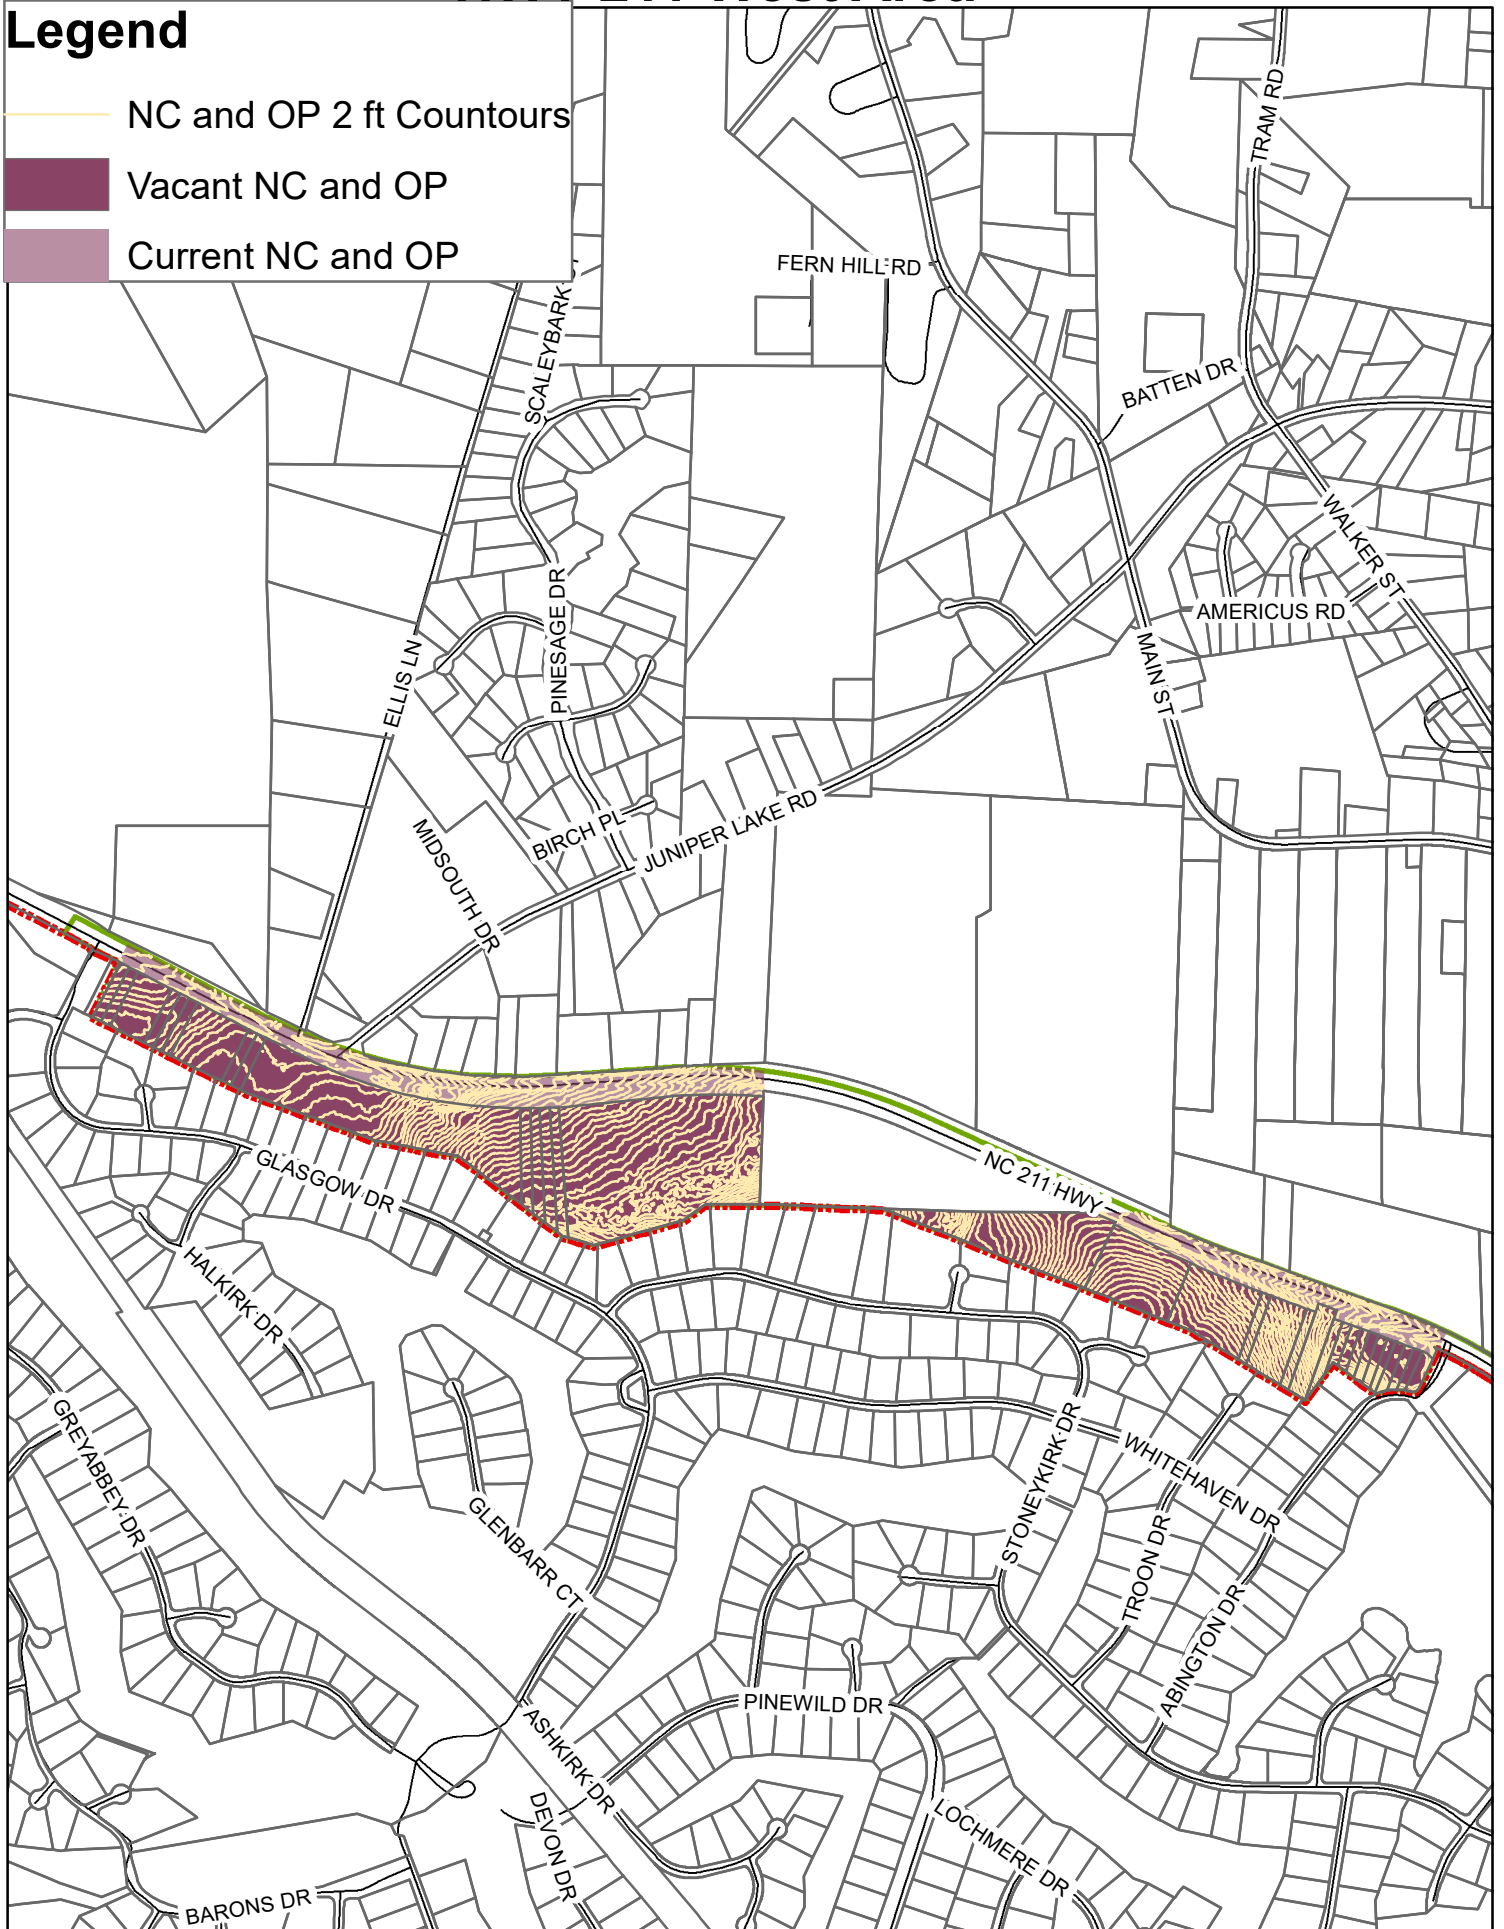 West Area
Legend
NC and OP 2 ft Countours
Vacant NC and OP
Current NC and OP
TRAM RD
FERN HILL RD
SCALEYBARK
BATTEN DR
WALKER ST
AMERICUS RD
PINESAGE DR
ELLIS LN
MAIN ST
BIRCH PL
JUNIPER LAKE RD
MIDSOUTH DR
NC 211 HWY
GLASGOW DR
HALKIRK DR
GREYABBEY DR
GLENBARR CT
STONEYKIRK DR
WHITEHAVEN DR
TROON DR
ABINGTON DR
PINEWILD DR
ASHKIRK DR
DEVON DR
LOCHMERE DR
BARONS DR